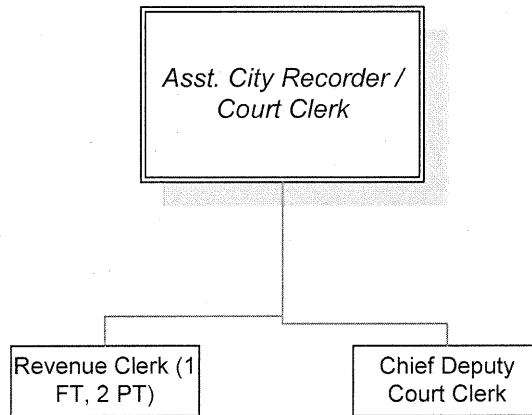 Asst. City Recorder /
Court Clerk
Revenue Clerk (1
FT, 2 PT)
Chief Deputy
Court Clerk